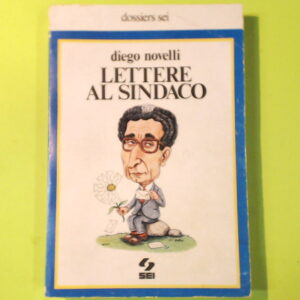 dossiers sei
diego novelli
LETTERE
AL SINDACO
SEI